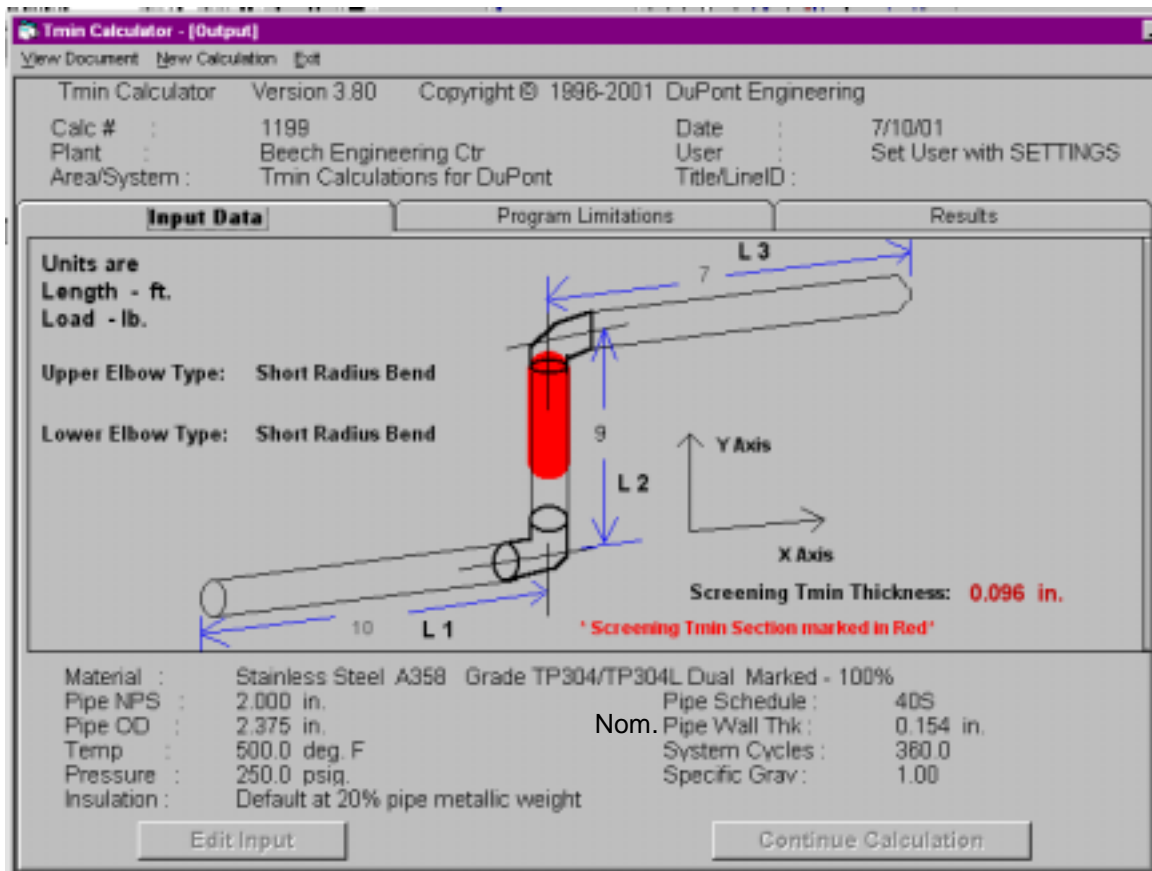 Tmin Calculator - [Output]
View Document New Calculation Exit
Tmin Calculator Version 3.80 Copyright © 1996-2001 DuPont Engineering
Calc # : 1199 Date : 7/10/01
Plant : Beech Engineering Ctr User : Set User with SETTINGS
Area/System : Tmin Calculations for DuPont Title/LineID :
Input Data Program Limitations Results
Units are
Length - ft.
Load - lb.
L 3
7
Upper Elbow Type: Short Radius Bend
Lower Elbow Type: Short Radius Bend
9
L 2
Y Axis
X Axis
Screening Tmin Thickness: 0.096 in.
10 L 1
* Screening Tmin Section marked in Red*
Material : Stainless Steel A358 Grade TP304/TP304L Dual Marked - 100%
Pipe NPS : 2.000 in. Pipe Schedule : 40S
Pipe OD : 2.375 in. Nom. Pipe Wall Thk : 0.154 in.
Temp : 500.0 deg. F System Cycles : 360.0
Pressure : 250.0 psig. Specific Grav : 1.00
Insulation : Default at 20% pipe metallic weight
Edit Input Continue Calculation